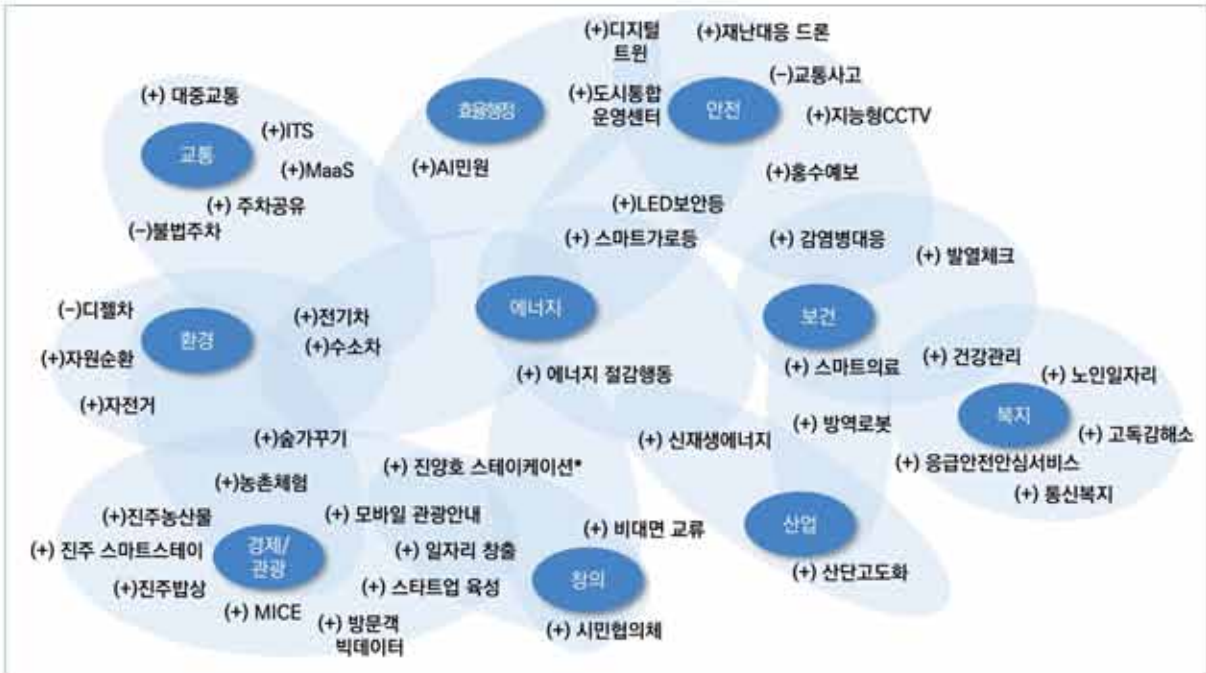 (+)디지털
트윈
(+)재난대응 드론
(-)교통사고
(+) 대중교통
효율행정
(+)도시통합
운영센터
안전
(+)지능형CCTV
(+)ITS
교통
(+)MaaS
(+)AI민원
(+)홍수예보
(+) 주차공유
(+)LED보안등
(-)불법주차
(+) 스마트가로등
(+) 감염병대응
(+) 발열체크
(-)디젤차
환경
(+)전기차
(+)수소차
에너지
보건
(+)자원순환
(+) 에너지 절감행동
(+) 스마트의료
(+) 건강관리
(+) 노인일자리
(+)자전거
복지
(+)숲가꾸기
(+) 신재생에너지
(+) 방역로봇
(+) 고독감해소
(+) 진양호 스테이케이션*
(+) 응급안전안심서비스
(+)농촌체험
(+) 통신복지
(+)진주농산물
(+) 모바일 관광안내
(+) 비대면 교류
산업
(+) 진주 스마트스테이
경제/
관광
(+) 일자리 창출
창의
(+) 산단고도화
(+)진주밥상
(+) 스타트업 육성
(+) MICE
(+) 방문객
빅데이터
(+) 시민협의체